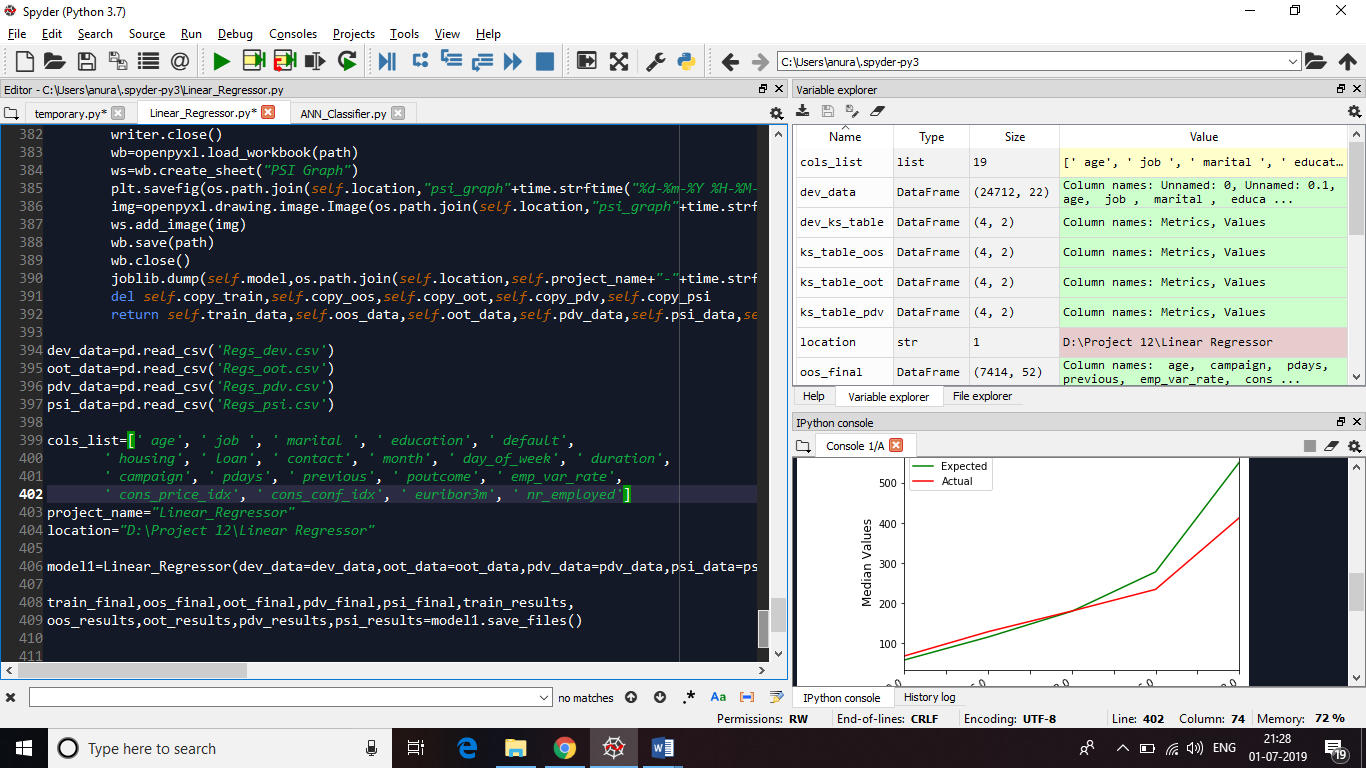 Spyder (Python 3.7)
File Edit Search Source Run Debug Consoles Projects Tools View Help
C:\Users\anura\.spyder-py3
Editor - C:\Users\anura\.spyder-py3\Linear_Regressor.py
temporary.py* Linear_Regressor.py* ANN_Classifier.py
382 writer.close()
383 wb=openpyxl.load_workbook(path)
384 ws=wb.create_sheet("PSI Graph")
385 plt.savefig(os.path.join(self.location,"psi_graph"+time.strftime("%d-%m-%Y %H-%M-
386 img=openpyxl.drawing.image.Image(os.path.join(self.location,"psi_graph"+time.strf
387 ws.add_image(img)
388 wb.save(path)
389 wb.close()
390 joblib.dump(self.model,os.path.join(self.location,self.project_name+"-"+time.strf
391 del self.copy_train,self.copy_oos,self.copy_oot,self.copy_pdv,self.copy_psi
392 return self.train_data,self.oos_data,self.oot_data,self.pdv_data,self.psi_data,se
393
394 dev_data=pd.read_csv('Regs_dev.csv')
395 oot_data=pd.read_csv('Regs_oot.csv')
396 pdv_data=pd.read_csv('Regs_pdv.csv')
397 psi_data=pd.read_csv('Regs_psi.csv')
398
399 cols_list=[' age', ' job ', ' marital ', ' education', ' default',
400 ' housing', ' loan', ' contact', ' month', ' day_of_week', ' duration',
401 ' campaign', ' pdays', ' previous', ' poutcome', ' emp_var_rate',
402 ' cons_price_idx', ' cons_conf_idx', ' euribor3m', ' nr_employed']
403 project_name="Linear_Regressor"
404 location="D:\Project 12\Linear Regressor"
405
406 model1=Linear_Regressor(dev_data=dev_data,oot_data=oot_data,pdv_data=pdv_data,psi_data=ps
407
408 train_final,oos_final,oot_final,pdv_final,psi_final,train_results,
409 oos_results,oot_results,pdv_results,psi_results=model1.save_files()
410
411
no matches
.* Aa
Variable explorer
Name Type Size Value
cols_list list 19 [' age', ' job ', ' marital ', ' educat...
dev_data DataFrame (24712, 22) Column names: Unnamed: 0, Unnamed: 0.1,
age, job , marital , educa ...
dev_ks_table DataFrame (4, 2) Column names: Metrics, Values
ks_table_oos DataFrame (4, 2) Column names: Metrics, Values
ks_table_oot DataFrame (4, 2) Column names: Metrics, Values
ks_table_pdv DataFrame (4, 2) Column names: Metrics, Values
location str 1 D:\Project 12\Linear Regressor
oos_final DataFrame (7414, 52) Column names: age, campaign, pdays,
previous, emp_var_rate, cons ...
Help Variable explorer File explorer
IPython console
Console 1/A
Expected
Actual
Median Values
500
400
300
200
100
IPython console History log
Permissions: RW End-of-lines: CRLF Encoding: UTF-8 Line: 402 Column: 74 Memory: 72 %
Type here to search
ENG
21:28
01-07-2019
19